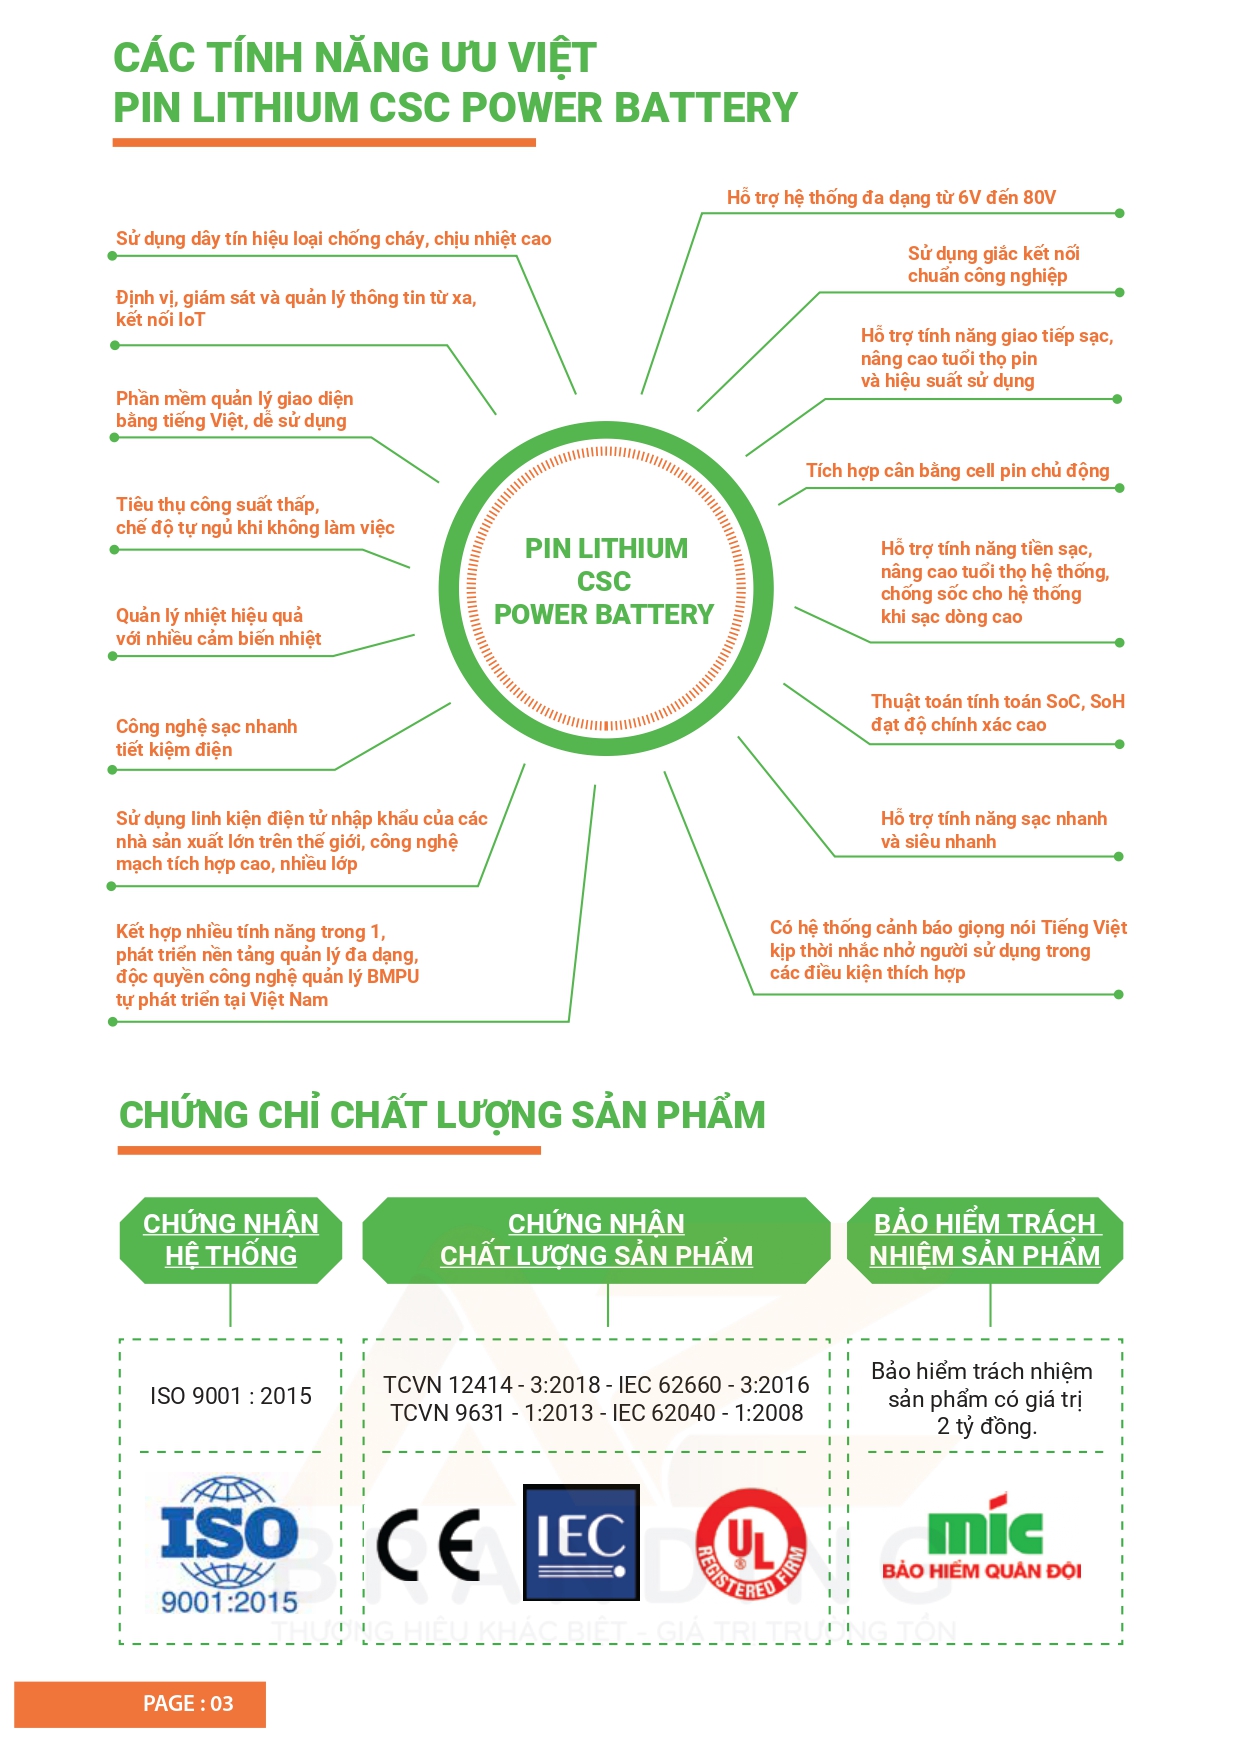 CÁC TÍNH NĂNG ƯU VIỆT
PIN LITHIUM CSC POWER BATTERY
Sử dụng dây tín hiệu loại chống cháy, chịu nhiệt cao
Định vị, giám sát và quản lý thông tin từ xa,
kết nối IoT
Phần mềm quản lý giao diện
bằng tiếng Việt, dễ sử dụng
Tiêu thụ công suất thấp,
chế độ tự ngủ khi không làm việc
Quản lý nhiệt hiệu quả
với nhiều cảm biến nhiệt
Công nghệ sạc nhanh
tiết kiệm điện
Sử dụng linh kiện điện tử nhập khẩu của các
nhà sản xuất lớn trên thế giới, công nghệ
mạch tích hợp cao, nhiều lớp
Kết hợp nhiều tính năng trong 1,
phát triển nền tảng quản lý đa dạng,
độc quyền công nghệ quản lý BMPU
tự phát triển tại Việt Nam
PIN LITHIUM
CSC
POWER BATTERY
Hỗ trợ hệ thống đa dạng từ 6V đến 80V
Sử dụng giắc kết nối
chuẩn công nghiệp
Hỗ trợ tính năng giao tiếp sạc,
nâng cao tuổi thọ pin
và hiệu suất sử dụng
Tích hợp cân bằng cell pin chủ động
Hỗ trợ tính năng tiền sạc,
nâng cao tuổi thọ hệ thống,
chống sốc cho hệ thống
khi sạc dòng cao
Thuật toán tính toán SoC, SoH
đạt độ chính xác cao
Hỗ trợ tính năng sạc nhanh
và siêu nhanh
Có hệ thống cảnh báo giọng nói Tiếng Việt
kịp thời nhắc nhở người sử dụng trong
các điều kiện thích hợp
CHỨNG CHỈ CHẤT LƯỢNG SẢN PHẨM
CHỨNG NHẬN
HỆ THỐNG
ISO 9001 : 2015
ISO
9001:2015
CHỨNG NHẬN
CHẤT LƯỢNG SẢN PHẨM
TCVN 12414 - 3:2018 - IEC 62660 - 3:2016
TCVN 9631 - 1:2013 - IEC 62040 - 1:2008
CE
IEC
UL
®
REGISTERED FIRM
BẢO HIỂM TRÁCH
NHIỆM SẢN PHẨM
Bảo hiểm trách nhiệm
sản phẩm có giá trị
2 tỷ đồng.
mic
BẢO HIỂM QUÂN ĐỘI
AZ
BRANDING
THƯƠNG HIỆU KHÁC BIỆT - GIÁ TRỊ TRƯỜNG TỒN
PAGE : 03